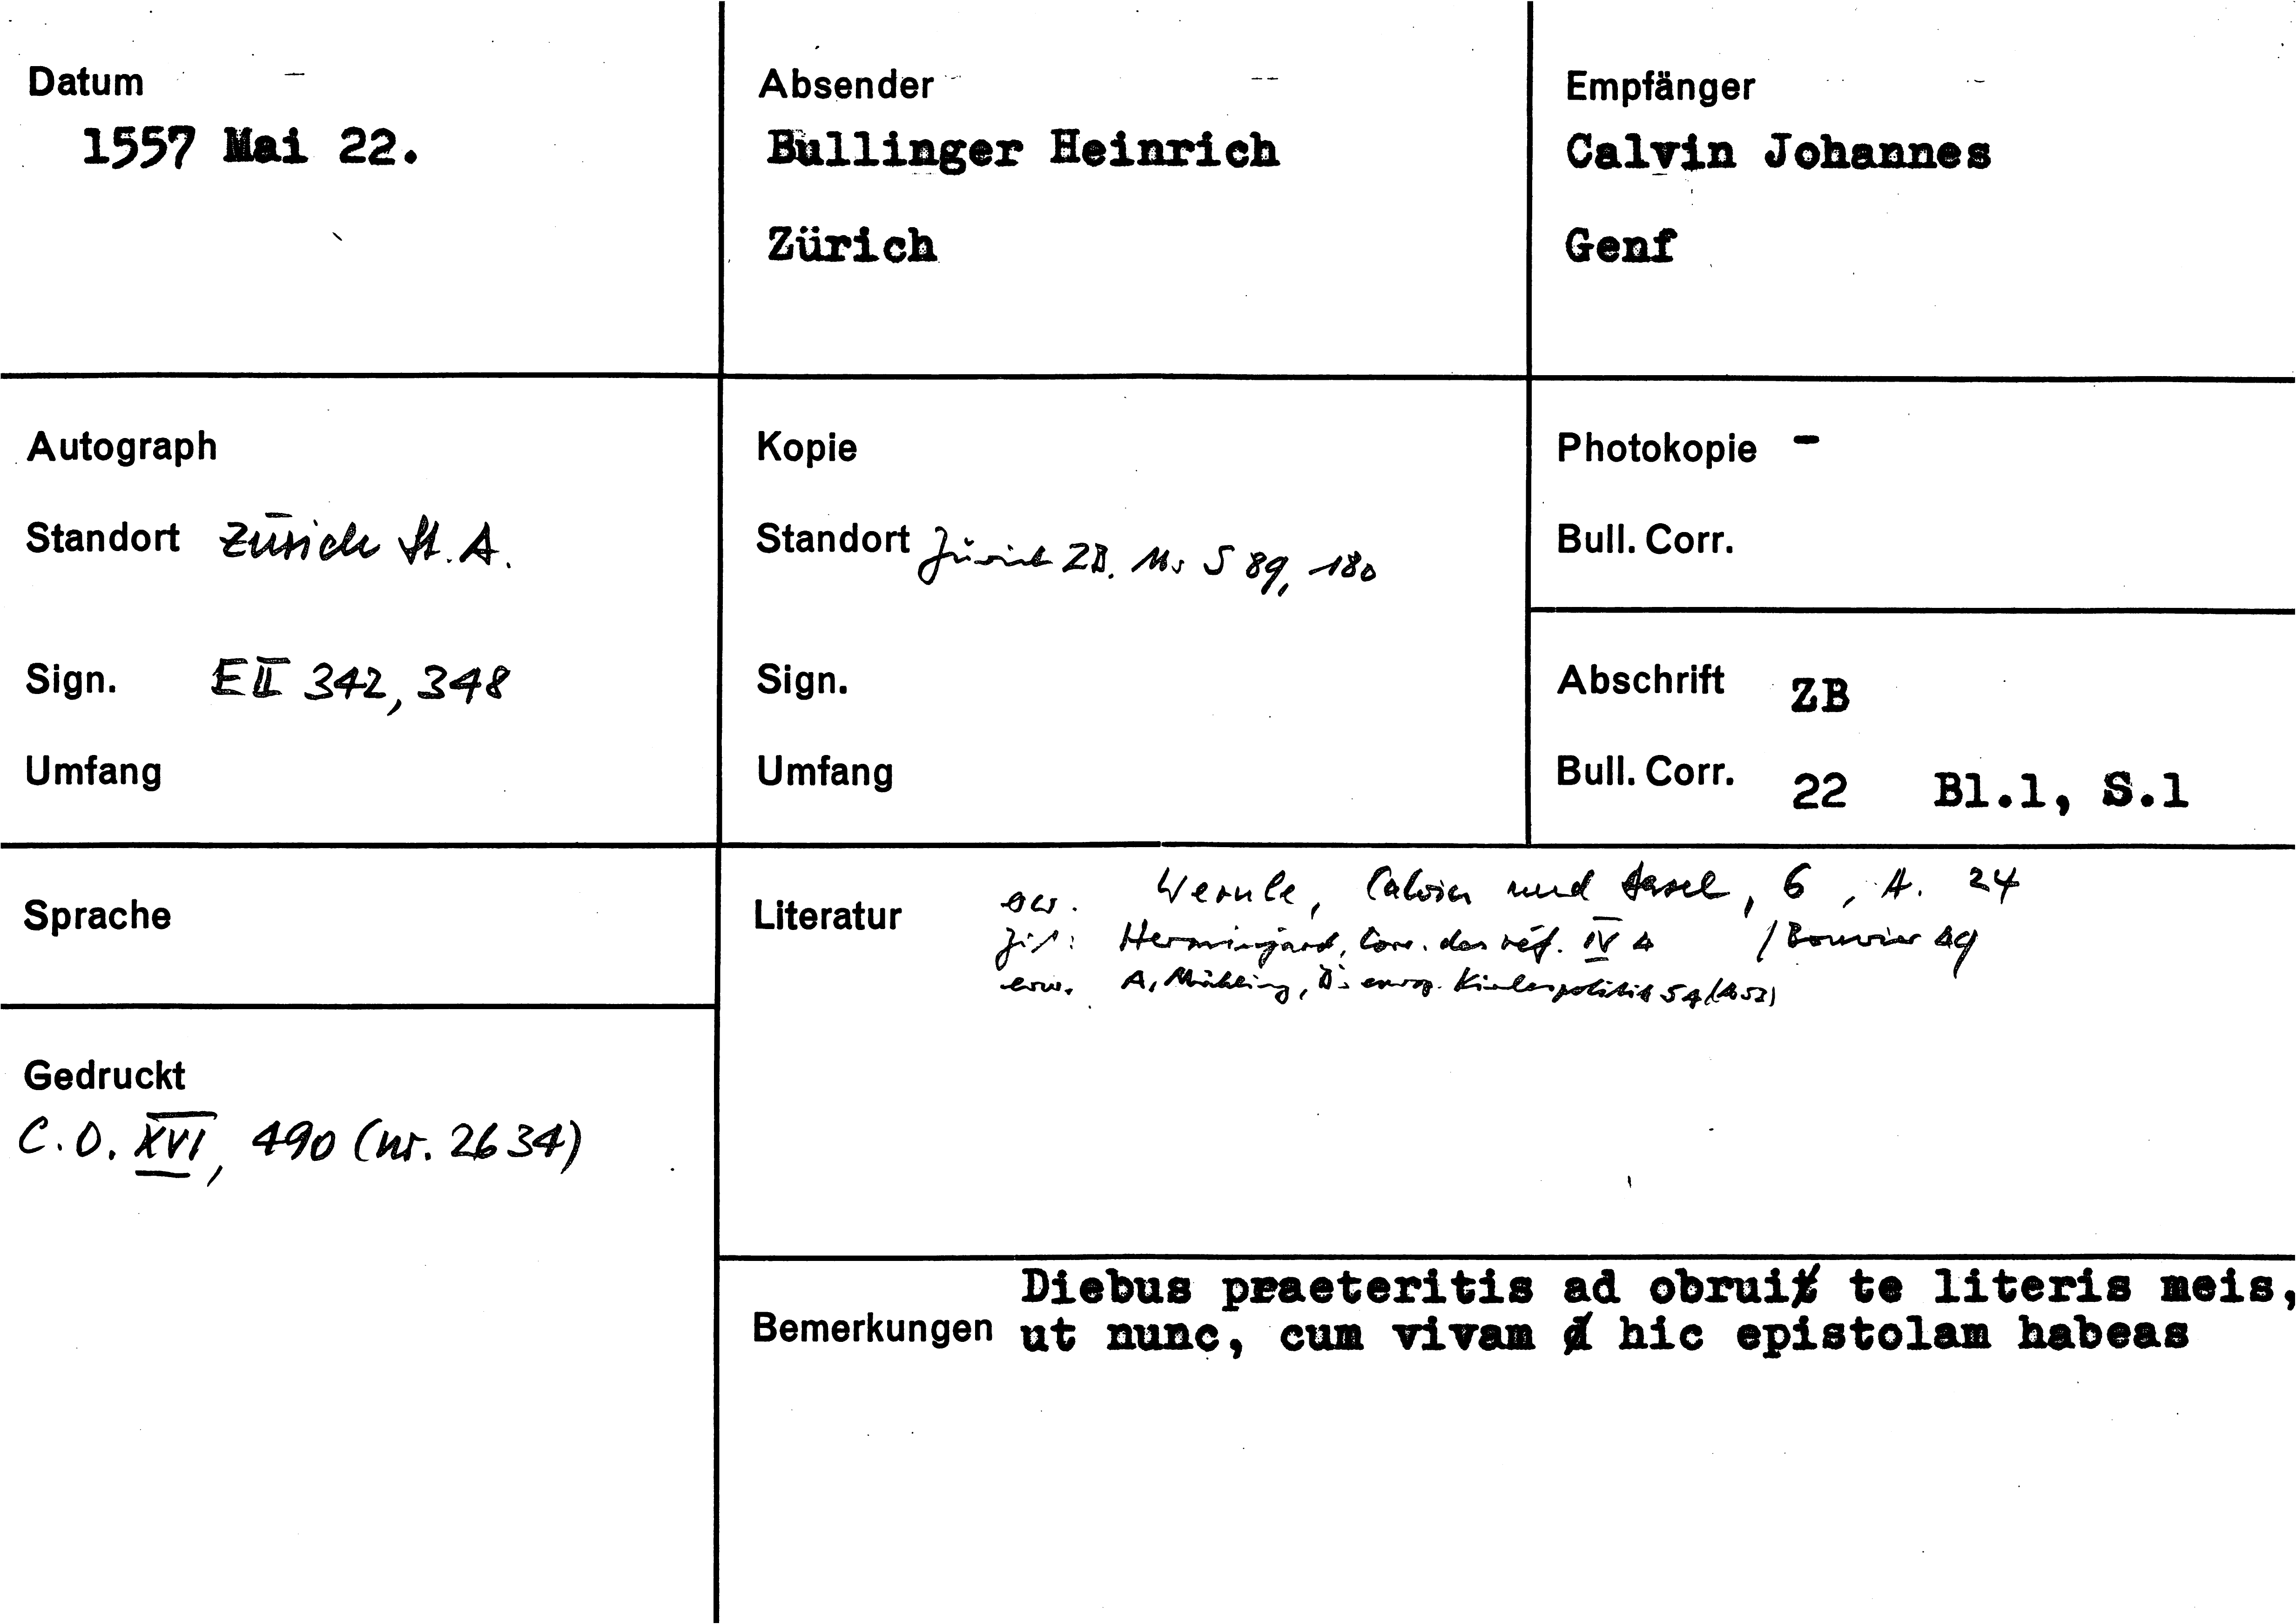 Datum
1557 Mai 22.
Absender
Bullinger Heinrich
Zürich
Empfänger
Calvin Johannes
Genf
Autograph
Standort Zürich St. A.
Sign. E II 342, 348
Umfang
Kopie
Standort Zürich ZB. Ms S 89, 180
Sign.
Umfang
Photokopie -
Bull. Corr.
Abschrift ZB
Bull. Corr. 22 Bl.1, S.1
Sprache
Literatur
Wernle, Calvin und Basel, 6, A. 24
zit: Herminjard, Corr. des réf. IV 4 / Bouvier 49
erw. A. Mühling, B's europ. Kirchenpolitik 54 (A 52)
Gedruckt
C.O. XVI, 490 (nr. 2634)
Bemerkungen
Diebus praeteritis ad obrui te literis meis,
ut nunc, cum vivam hic epistolam habeas